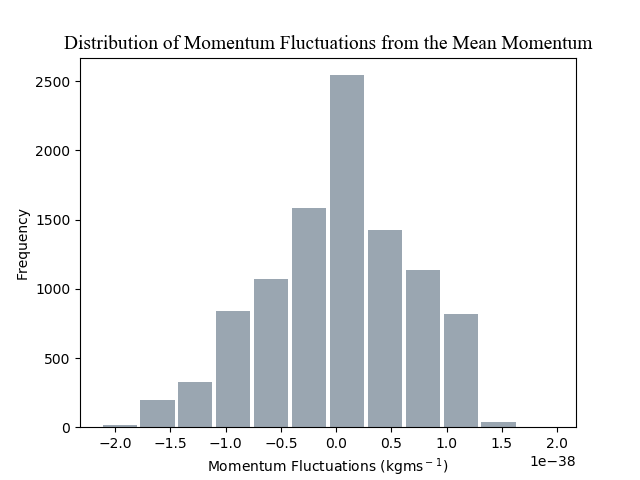 Distribution of Momentum Fluctuations from the Mean Momentum
2500
2000
1500
1000
500
0
Frequency
−2.0 −1.5 −1.0 −0.5 0.0 0.5 1.0 1.5 2.0
1e−38
Momentum Fluctuations (kgms⁻¹)